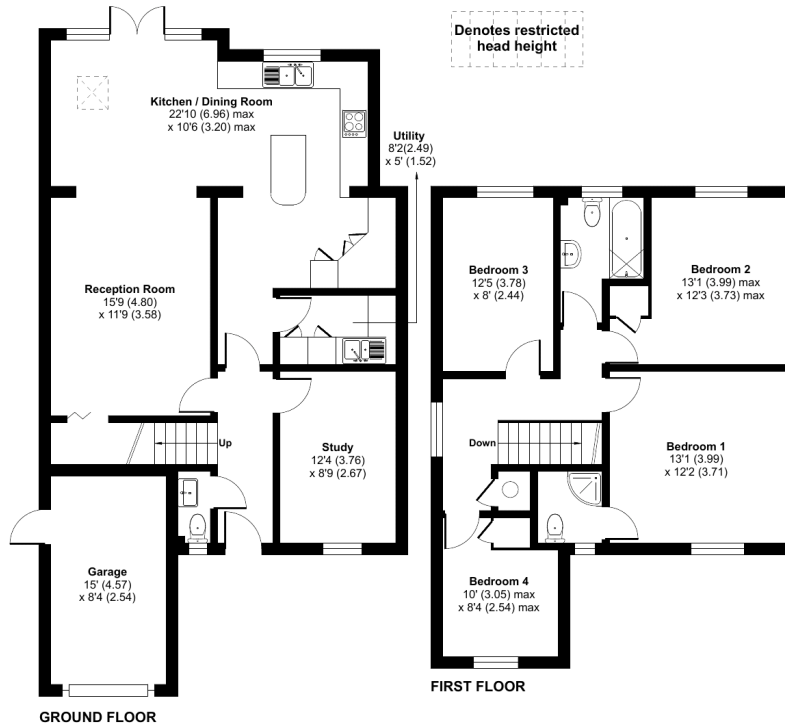 Denotes restricted
head height
Kitchen / Dining Room
22'10 (6.96) max
x 10'6 (3.20) max
Utility
8'2(2.49)
x 5' (1.52)
Reception Room
15'9 (4.80)
x 11'9 (3.58)
Up
Study
12'4 (3.76)
x 8'9 (2.67)
Garage
15' (4.57)
x 8'4 (2.54)
GROUND FLOOR
Bedroom 3
12'5 (3.78)
x 8' (2.44)
Bedroom 2
13'1 (3.99) max
x 12'3 (3.73) max
Down
Bedroom 1
13'1 (3.99)
x 12'2 (3.71)
Bedroom 4
10' (3.05) max
x 8'4 (2.54) max
FIRST FLOOR